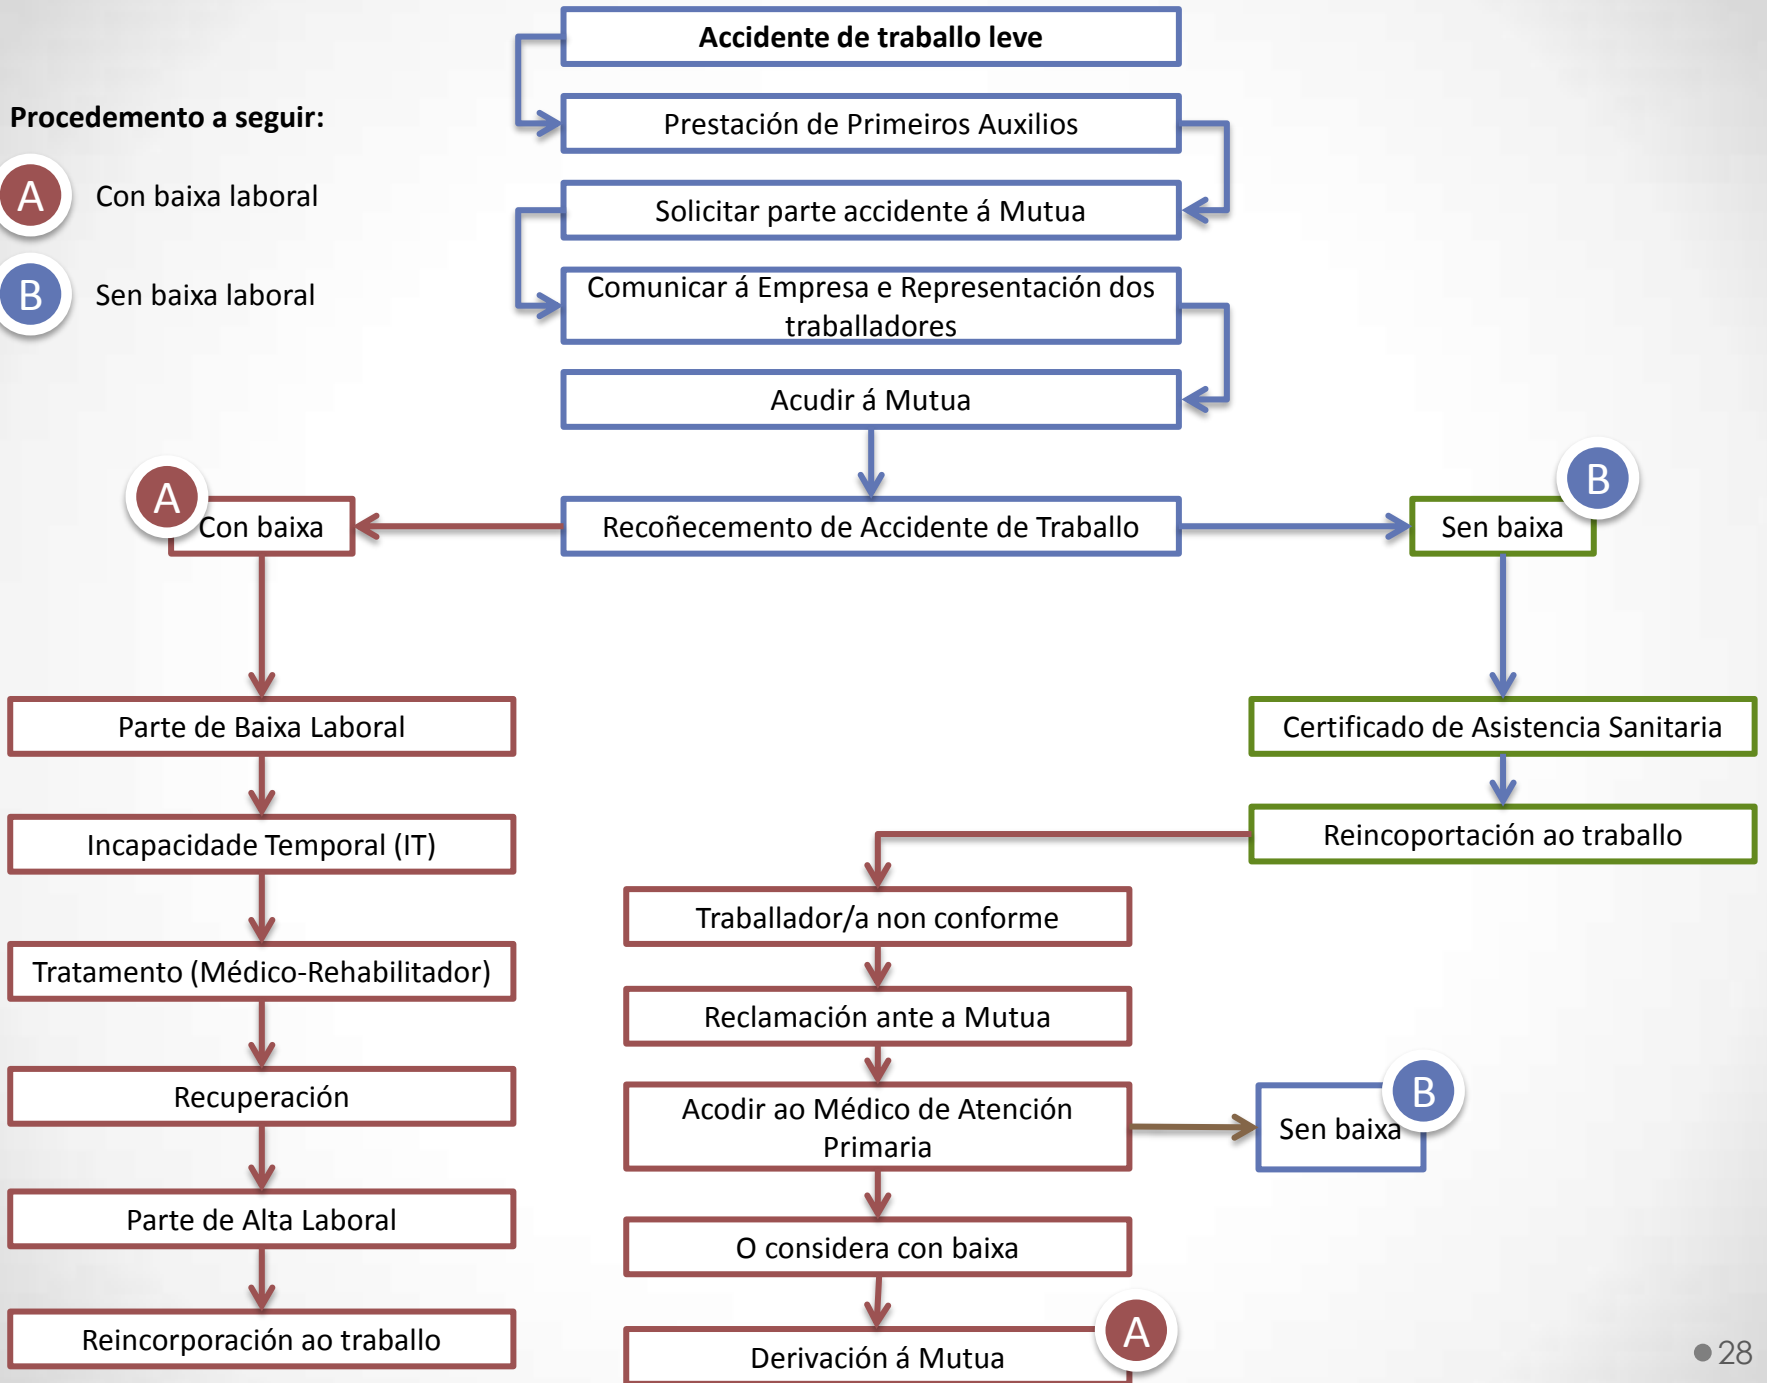 Accidente de traballo leve
Procedemento a seguir:
Prestación de Primeiros Auxilios
A
Con baixa laboral
Solicitar parte accidente á Mutua
B
Sen baixa laboral
Comunicar á Empresa e Representación dos
traballadores
Acudir á Mutua
A
Con baixa
Recoñecemento de Accidente de Traballo
B
Sen baixa
Parte de Baixa Laboral
Incapacidade Temporal (IT)
Tratamento (Médico-Rehabilitador)
Recuperación
Parte de Alta Laboral
Reincorporación ao traballo
Certificado de Asistencia Sanitaria
Reincoportación ao traballo
Traballador/a non conforme
Reclamación ante a Mutua
Acodir ao Médico de Atención
Primaria
B
Sen baixa
O considera con baixa
A
Derivación á Mutua
28